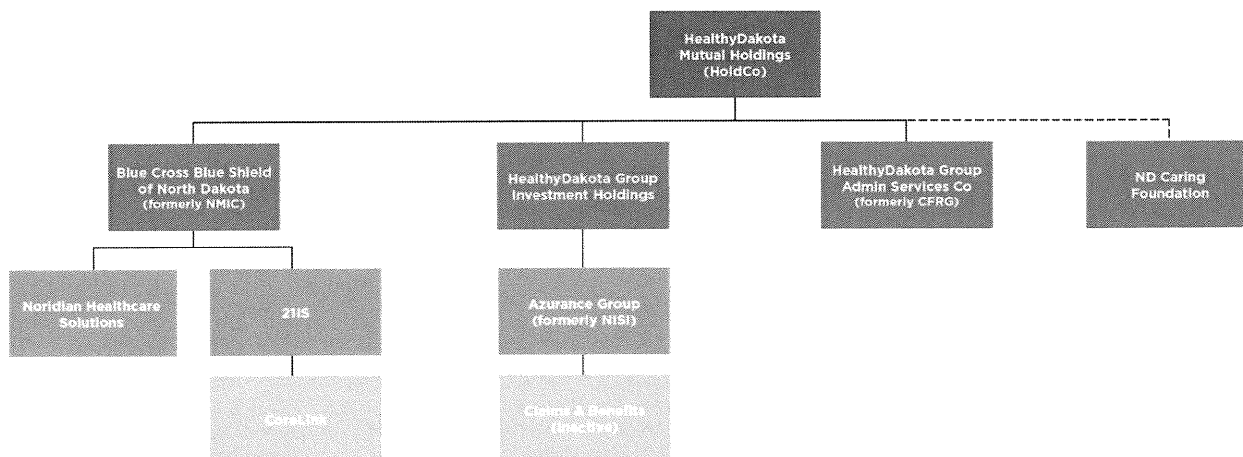 HealthyDakota
Mutual Holdings
(HoldCo)
Blue Cross Blue Shield
of North Dakota
(formerly NMIC)
HealthyDakota Group
Investment Holdings
HealthyDakota Group
Admin Services Co
(formerly CFRG)
ND Caring
Foundation
Noridian Healthcare
Solutions
21IS
Azurance Group
(formerly NISI)
CoreLink
Claims & Benefits
(inactive)